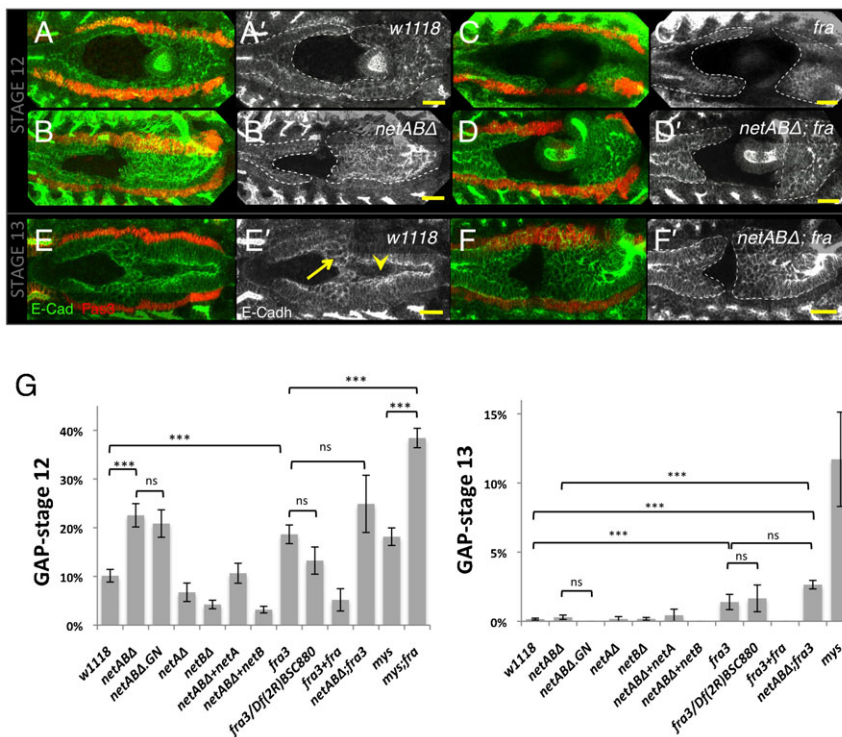 STAGE 12
A
A′
w1118
C
C′
fra
B
B′
netABΔ
D
D′
netABΔ; fra
STAGE 13
E
E-Cad Fas3
E′
w1118
E-Cadh
F
F′
netABΔ; fra
G
GAP-stage 12
40%
30%
20%
10%
0%
***
***
ns
***
ns
ns
***
w1118
netABΔ
netABΔ.GN
netAΔ
netBΔ
netABΔ+netA
netABΔ+netB
fra3
fra3/Df(2R)BSC880
fra3+fra
netABΔ;fra3
mys
mys;fra
GAP-stage 13
15%
10%
5%
0%
***
***
***
ns
ns
ns
w1118
netABΔ
netABΔ.GN
netAΔ
netBΔ
netABΔ+netA
netABΔ+netB
fra3
fra3/Df(2R)BSC880
fra3+fra
netABΔ;fra3
mys